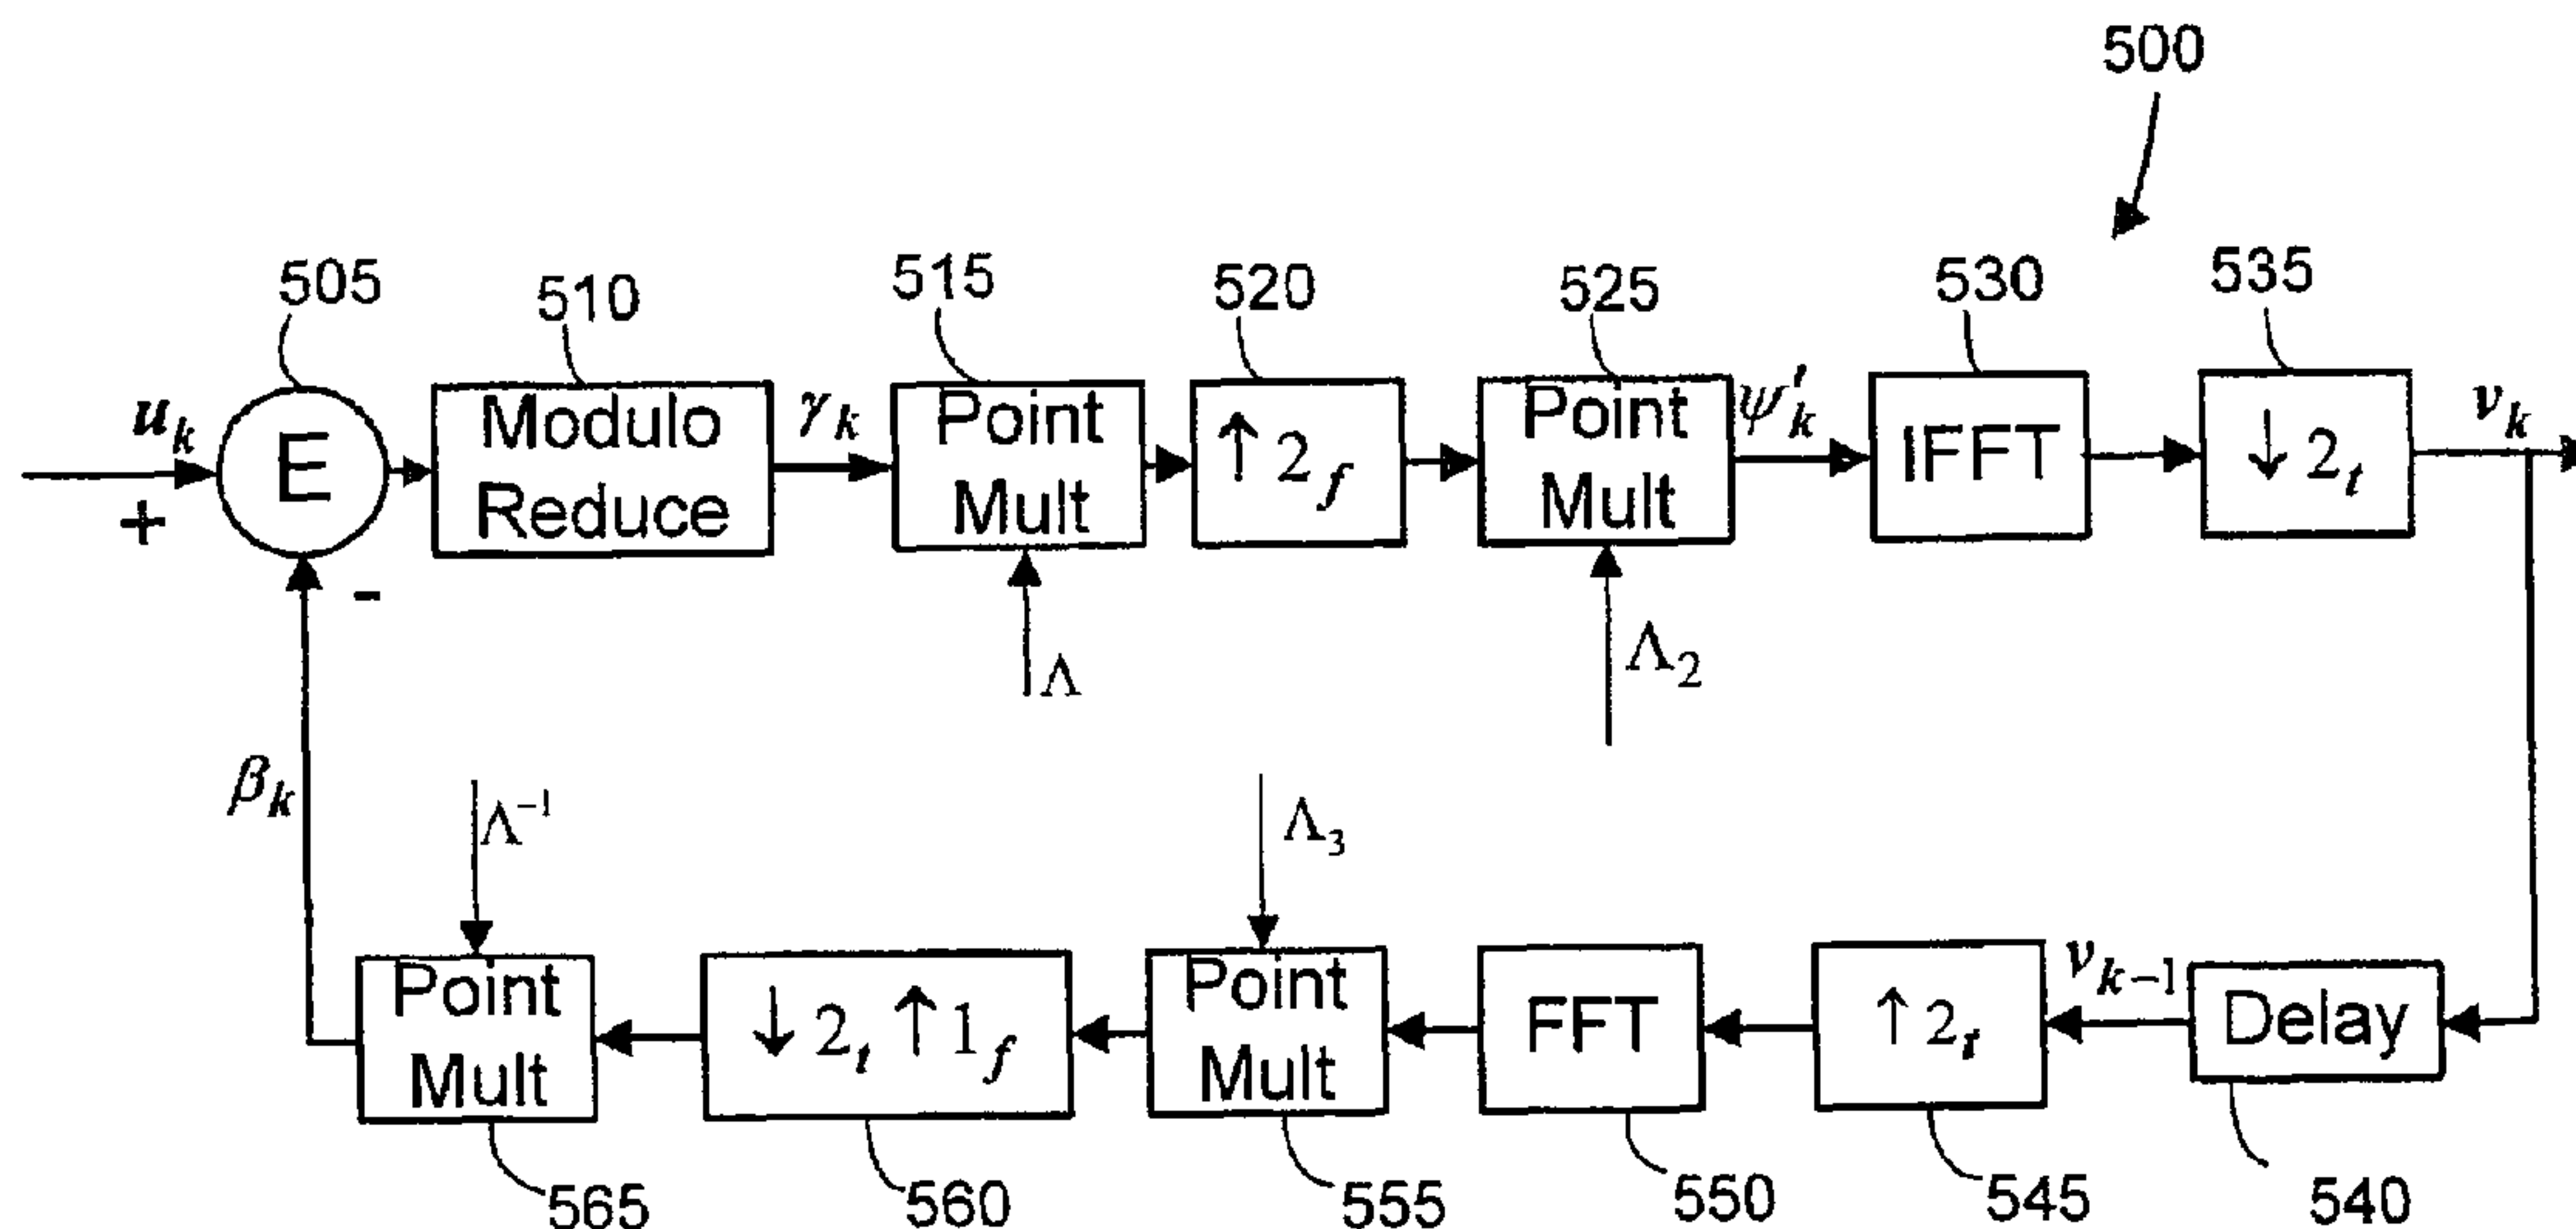 500
505
510
515
520
525
530
535
u_k
+
E
-
Modulo
Reduce
γ_k
Point
Mult
Λ
↑ 2_f
Point
Mult
Λ_2
ψ'_k
IFFT
↓ 2_t
v_k
β_k
Λ^{-1}
Point
Mult
↓ 2_t ↑ 1_f
Λ_3
Point
Mult
FFT
↑ 2_t
v_{k-1}
Delay
565
560
555
550
545
540